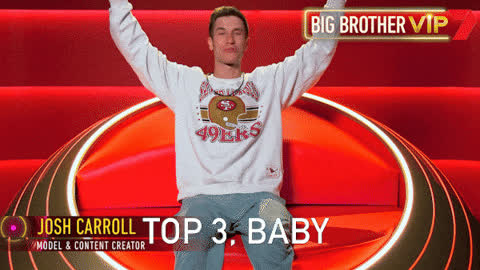 BIG BROTHER VIP
49ERS
JOSH CARROLL
MODEL & CONTENT CREATOR
TOP 3, BABY